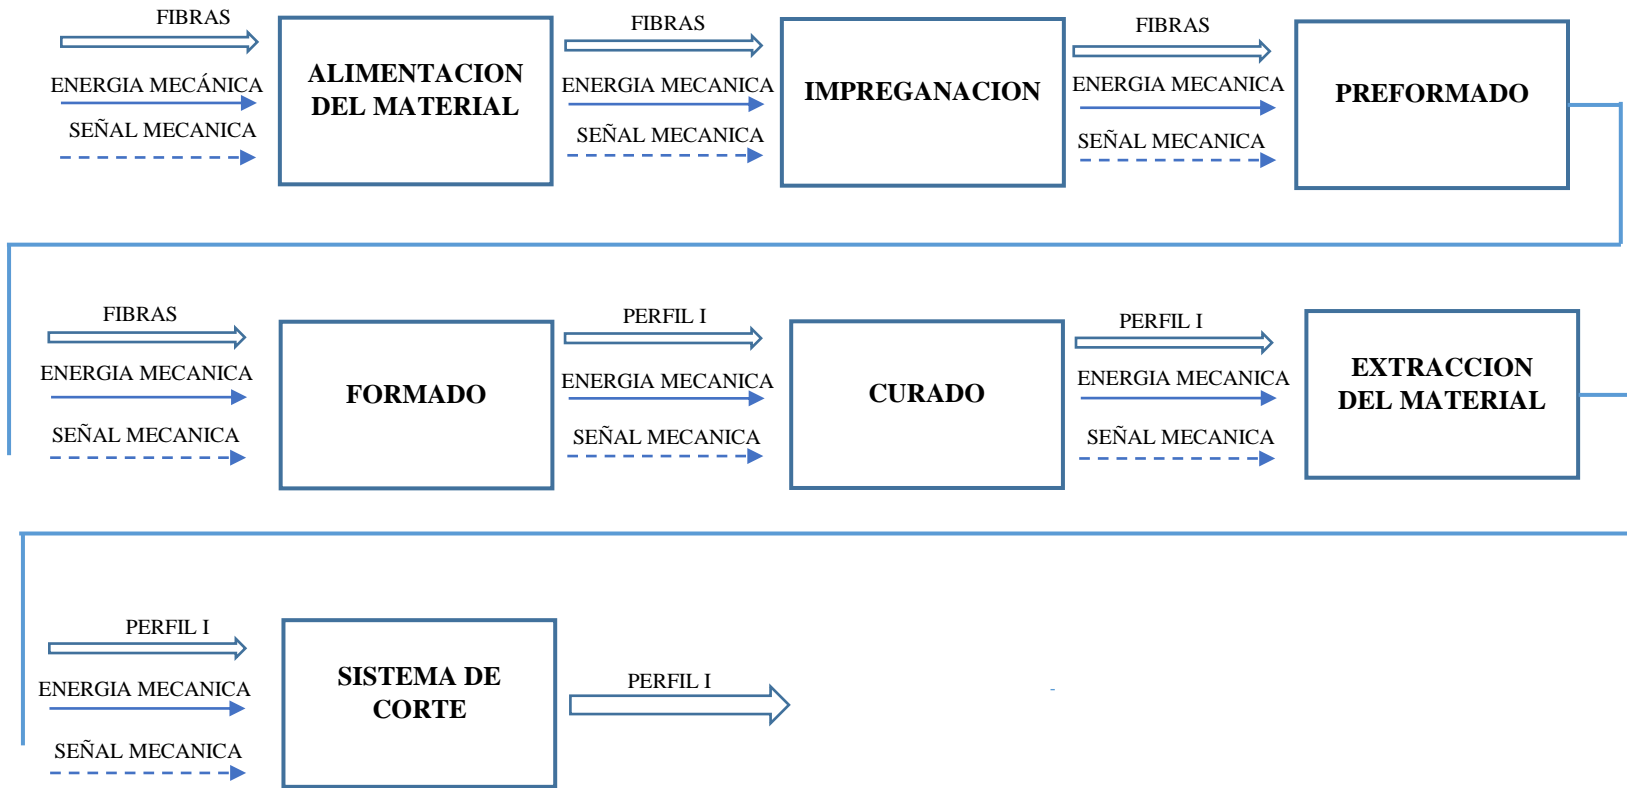 FIBRAS
ENERGIA MECÁNICA
SEÑAL MECANICA
ALIMENTACION
DEL MATERIAL
FIBRAS
ENERGIA MECANICA
SEÑAL MECANICA
IMPREGANACION
FIBRAS
ENERGIA MECANICA
SEÑAL MECANICA
PREFORMADO
FIBRAS
ENERGIA MECANICA
SEÑAL MECANICA
FORMADO
PERFIL I
ENERGIA MECANICA
SEÑAL MECANICA
CURADO
PERFIL I
ENERGIA MECANICA
SEÑAL MECANICA
EXTRACCION
DEL MATERIAL
PERFIL I
ENERGIA MECANICA
SEÑAL MECANICA
SISTEMA DE
CORTE
PERFIL I